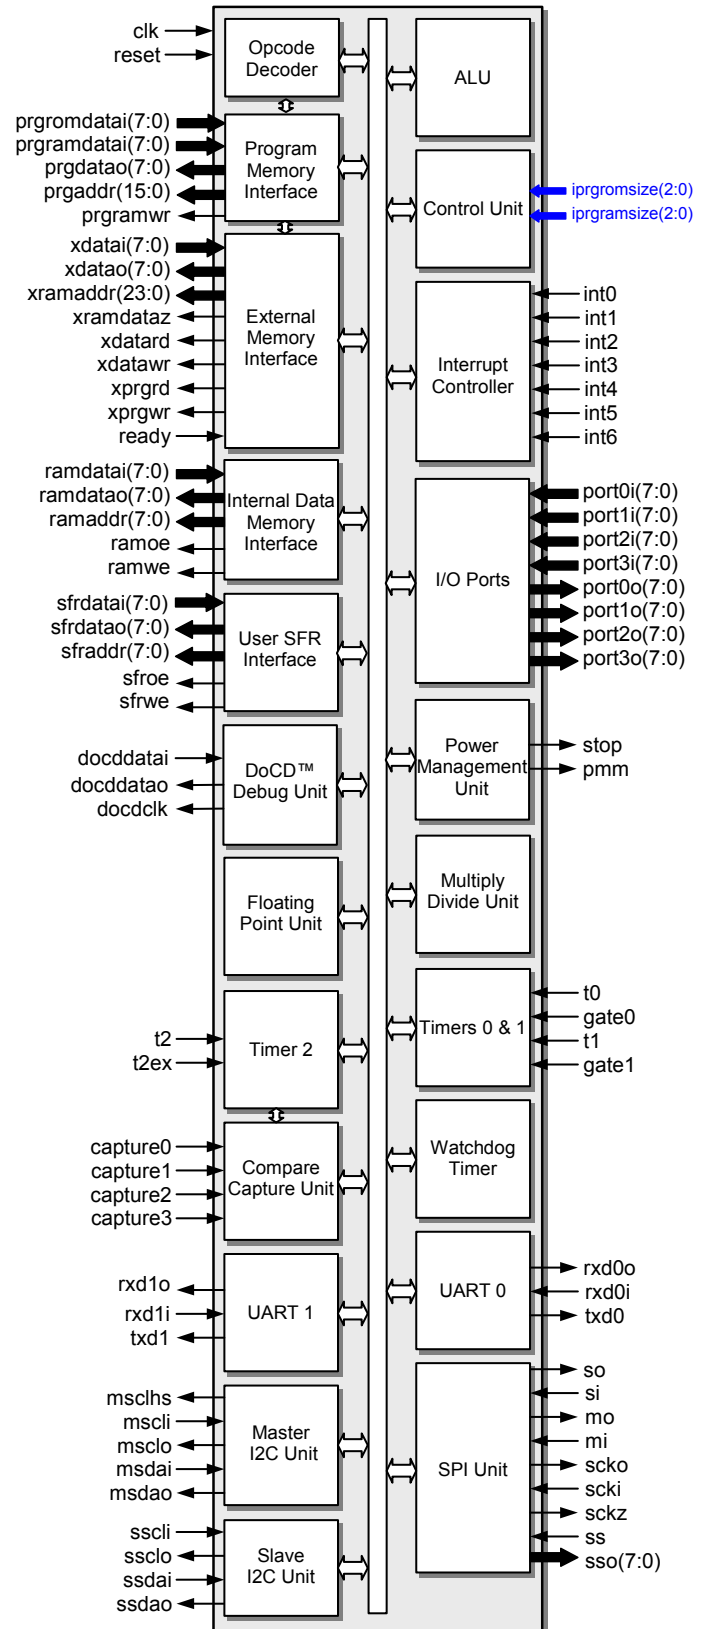 clk
reset
Opcode
Decoder
prgromdatai(7:0)
prgramdatai(7:0)
prgdatao(7:0)
prgaddr(15:0)
prgramwr
Program
Memory
Interface
xdatai(7:0)
xdatao(7:0)
xramaddr(23:0)
xramdataz
xdatard
xdatawr
xprgrd
xprgwr
ready
External
Memory
Interface
ramdatai(7:0)
ramdatao(7:0)
ramaddr(7:0)
ramoe
ramwe
Internal Data
Memory
Interface
sfrdatai(7:0)
sfrdatao(7:0)
sfraddr(7:0)
sfroe
sfrwe
User SFR
Interface
docddatai
docddatao
docdclk
DoCD™
Debug Unit
Floating
Point Unit
t2
t2ex
Timer 2
capture0
capture1
capture2
capture3
Compare
Capture Unit
rxd1o
rxd1i
txd1
UART 1
msclhs
mscli
msclo
msdai
msdao
Master
I2C Unit
sscli
ssclo
ssdai
ssdao
Slave
I2C Unit
ALU
Control Unit
iprgromsize(2:0)
iprgramsize(2:0)
Interrupt
Controller
int0
int1
int2
int3
int4
int5
int6
I/O Ports
port0i(7:0)
port1i(7:0)
port2i(7:0)
port3i(7:0)
port0o(7:0)
port1o(7:0)
port2o(7:0)
port3o(7:0)
Power
Management
Unit
stop
pmm
Multiply
Divide Unit
Timers 0 & 1
t0
gate0
t1
gate1
Watchdog
Timer
UART 0
rxd0o
rxd0i
txd0
SPI Unit
so
si
mo
mi
scko
scki
sckz
ss
sso(7:0)